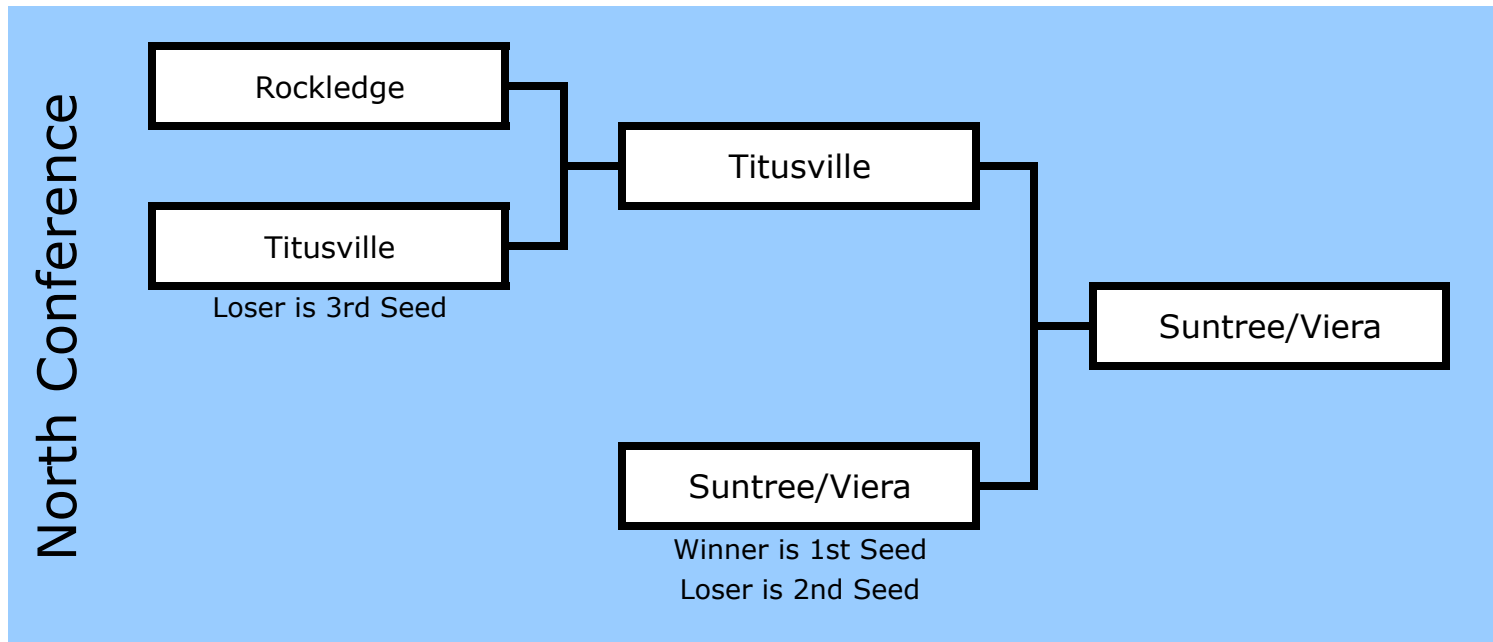 North Conference
Rockledge
Titusville
Titusville
Loser is 3rd Seed
Suntree/Viera
Suntree/Viera
Winner is 1st Seed
Loser is 2nd Seed